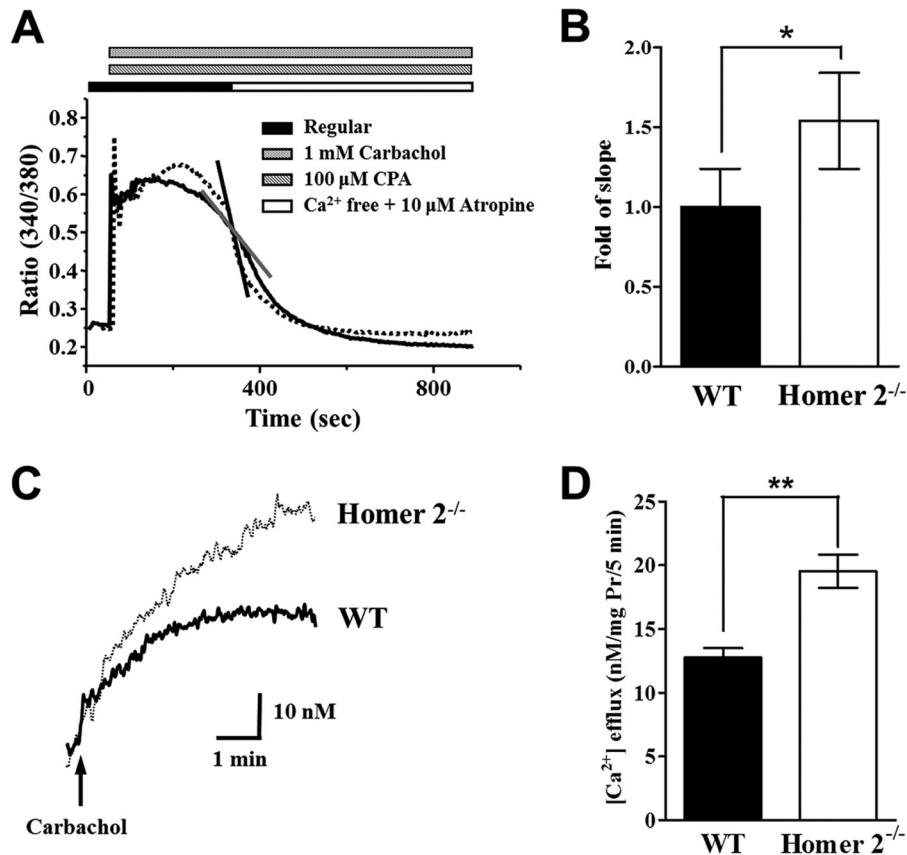 A
Regular
1 mM Carbachol
100 µM CPA
Ca²⁺ free + 10 µM Atropine
Ratio (340/380)
0.8
0.7
0.6
0.5
0.4
0.3
0.2
0
400
800
Time (sec)
B
*
Fold of slope
2.0
1.5
1.0
0.5
0.0
WT
Homer 2⁻/⁻
C
Homer 2⁻/⁻
WT
10 nM
1 min
Carbachol
D
**
[Ca²⁺] efflux (nM/mg Pr/5 min)
25
20
15
10
5
0
WT
Homer 2⁻/⁻